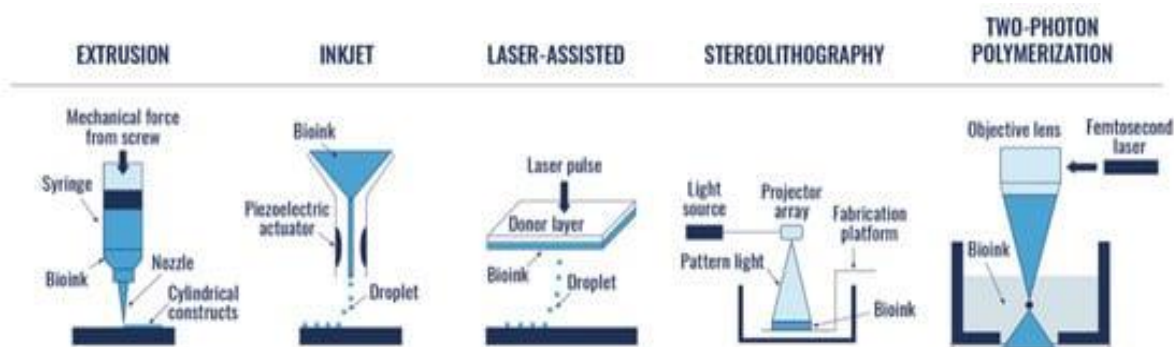 EXTRUSION
INKJET
LASER-ASSISTED
STEREOLITHOGRAPHY
TWO-PHOTON
POLYMERIZATION
Mechanical force
from screw
Syringe
Bioink
Nozzle
Cylindrical
constructs
Bioink
Piezoelectric
actuator
Droplet
Laser pulse
Donor layer
Bioink
Droplet
Light
source
Projector
array
Fabrication
platform
Pattern light
Bioink
Objective lens
Femtosecond
laser
Bioink